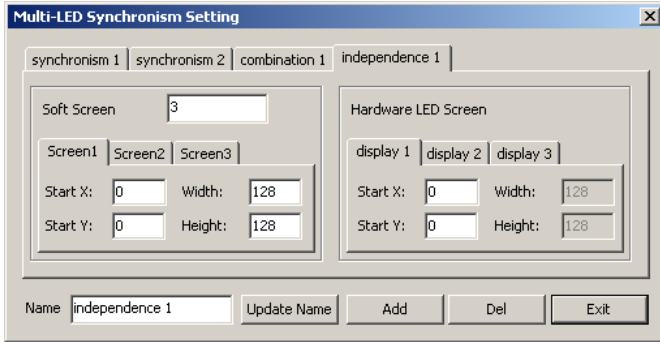 Multi-LED Synchronism Setting
synchronism 1 synchronism 2 combination 1 independence 1
Soft Screen 3 Hardware LED Screen
Screen1 Screen2 Screen3 display 1 display 2 display 3
Start X: 0 Width: 128 Start X: 0 Width: 128
Start Y: 0 Height: 128 Start Y: 0 Height: 128
Name independence 1 Update Name Add Del Exit